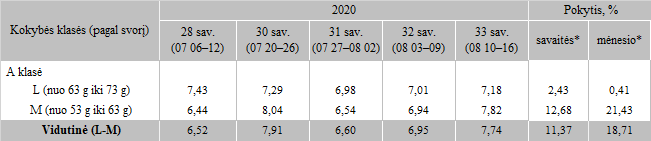 Kokybės klasės (pagal svorį) 2020 Pokytis, %
28 sav. (07 06–12) 30 sav. (07 20–26) 31 sav. (07 27–08 02) 32 sav. (08 03–09) 33 sav. (08 10–16) savaitės* mėnesio*
A klasė
L (nuo 63 g iki 73 g) 7,43 7,29 6,98 7,01 7,18 2,43 0,41
M (nuo 53 g iki 63 g) 6,44 8,04 6,54 6,94 7,82 12,68 21,43
Vidutinė (L-M) 6,52 7,91 6,60 6,95 7,74 11,37 18,71